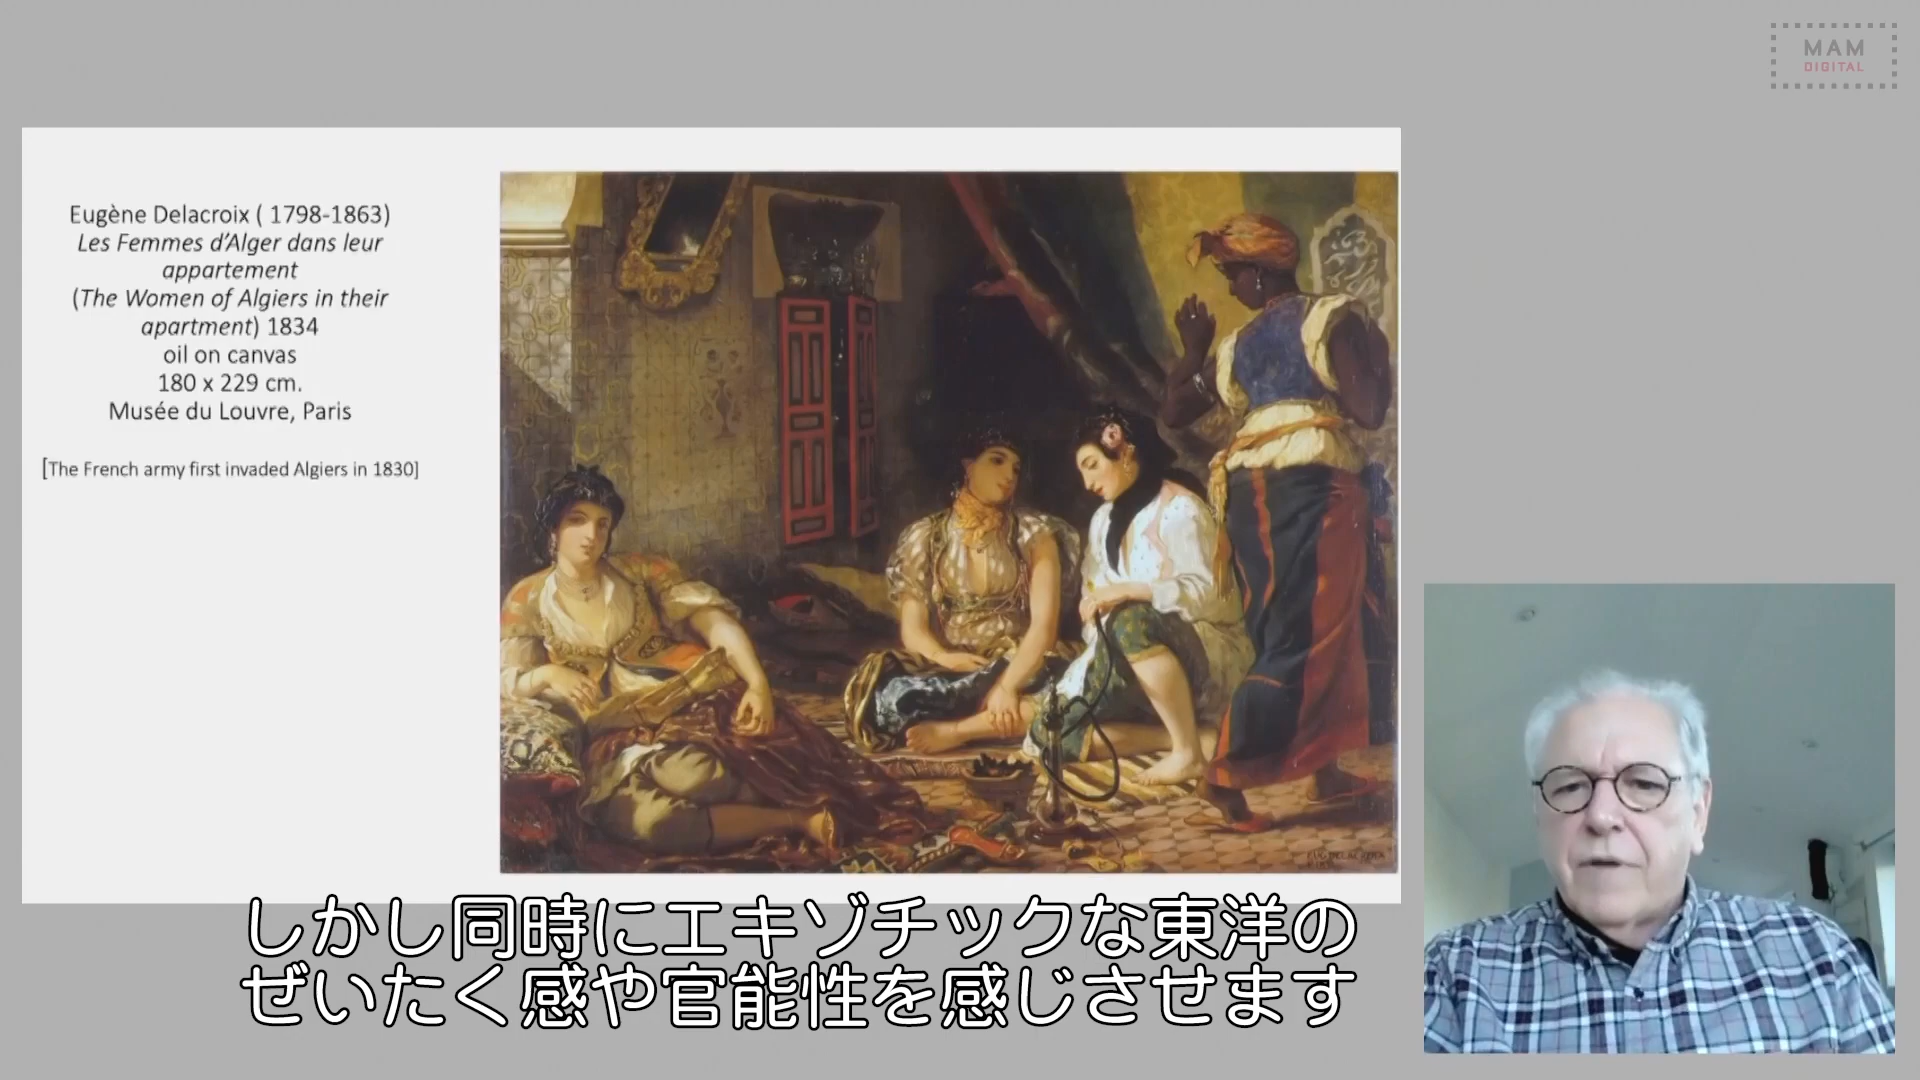 MAM
DIGITAL
Eugène Delacroix ( 1798-1863)
Les Femmes d’Alger dans leur
appartement
(The Women of Algiers in their
apartment) 1834
oil on canvas
180 x 229 cm.
Musée du Louvre, Paris
[The French army first invaded Algiers in 1830]
しかし同時にエキゾチックな東洋の
ぜいたく感や官能性を感じさせます